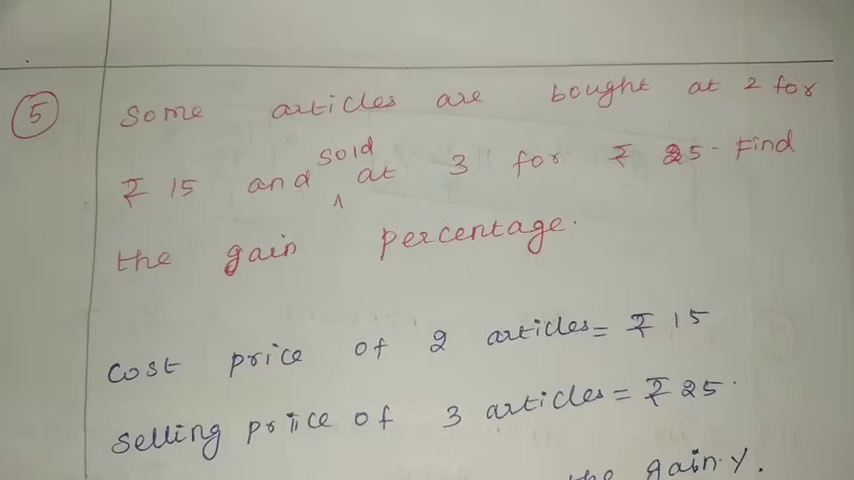 5 Some articles are bought at 2 for
₹ 15 and sold at 3 for ₹ 25. Find
the gain percentage.
Cost price of 2 articles = ₹ 15
Selling price of 3 articles = ₹ 25.
the gain y.